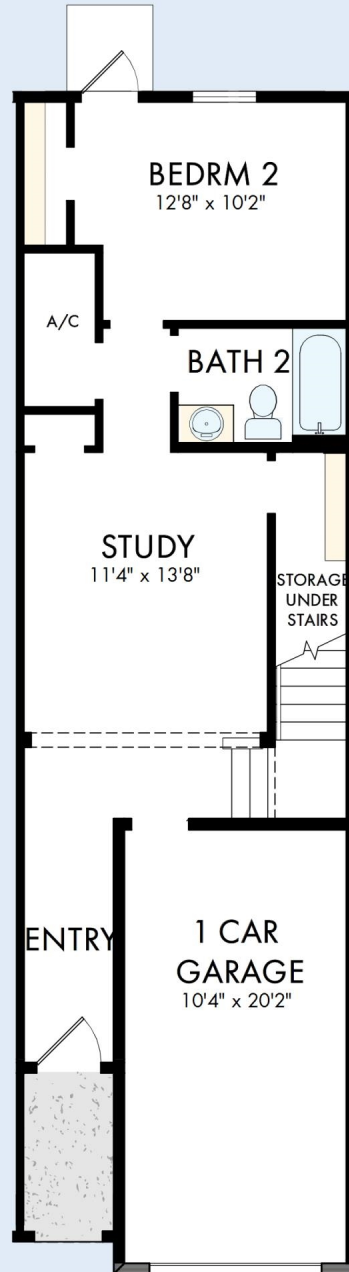 BEDRM 2
12'8" x 10'2"
A/C
BATH 2
STUDY
11'4" x 13'8"
STORAGE
UNDER
STAIRS
ENTRY
1 CAR
GARAGE
10'4" x 20'2"